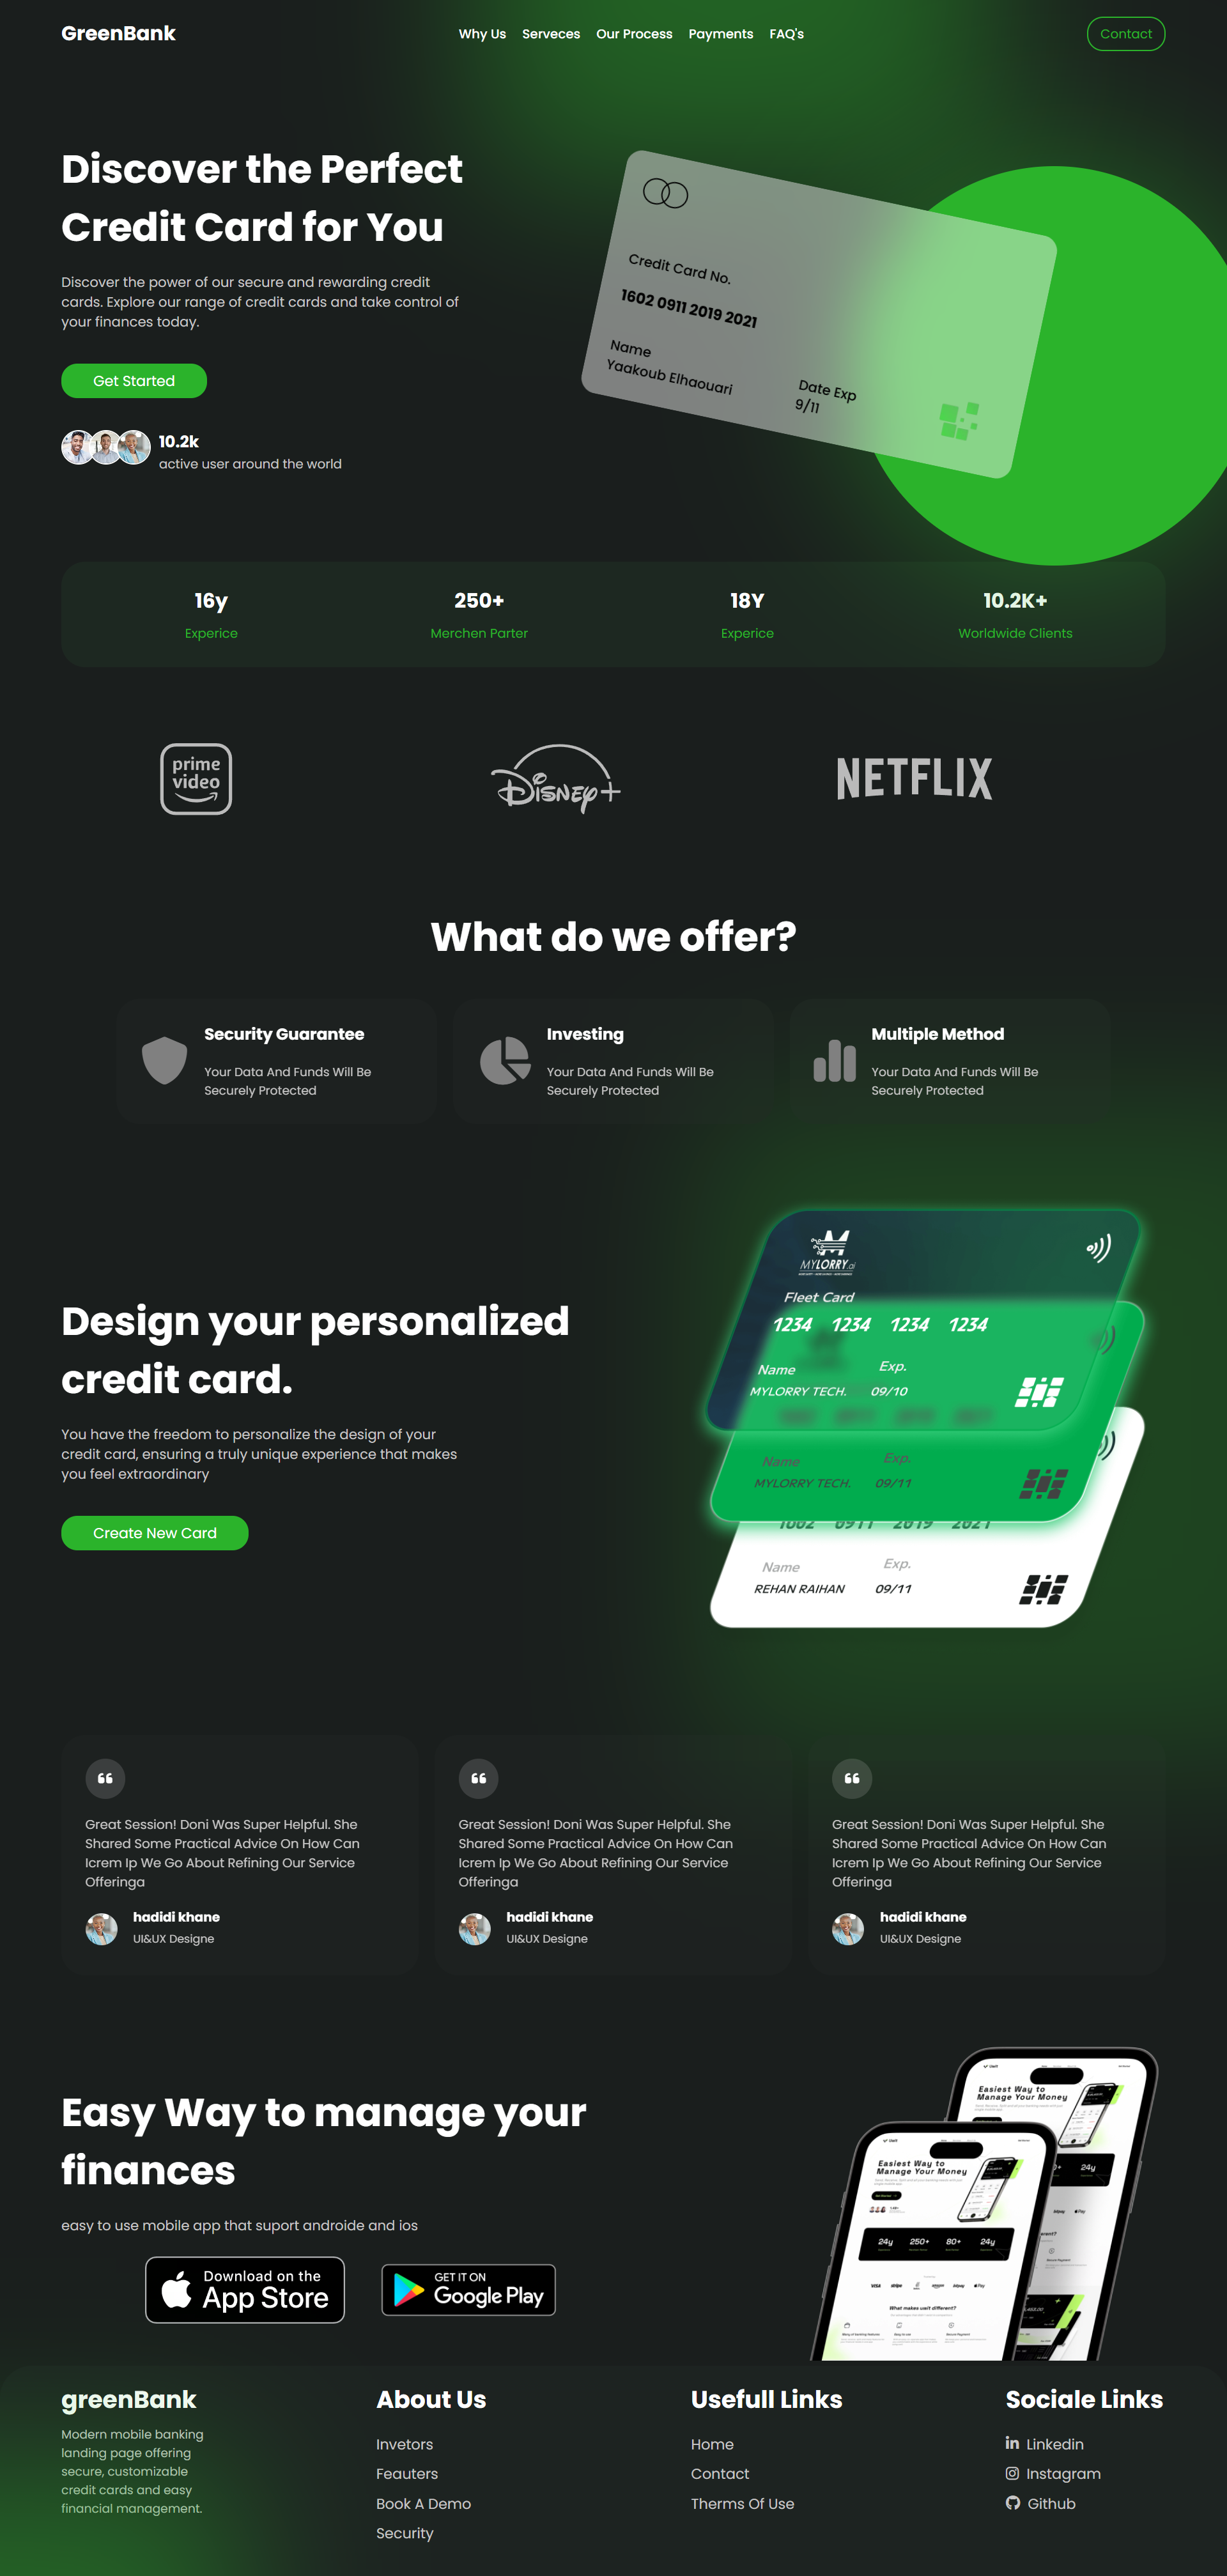 GreenBank
Why Us Serveces Our Process Payments FAQ's
Contact
Discover the Perfect
Credit Card for You
Discover the power of our secure and rewarding credit
cards. Explore our range of credit cards and take control of
your finances today.
Get Started
10.2k
active user around the world
Credit Card No.
1602 0911 2019 2021
Name
Yaakoub Elhaouari
Date Exp
9/11
16y
Experice
250+
Merchen Parter
18Y
Experice
10.2K+
Worldwide Clients
prime
video
Disney+
NETFLIX
What do we offer?
Security Guarantee
Your Data And Funds Will Be
Securely Protected
Investing
Your Data And Funds Will Be
Securely Protected
Multiple Method
Your Data And Funds Will Be
Securely Protected
Design your personalized
credit card.
You have the freedom to personalize the design of your
credit card, ensuring a truly unique experience that makes
you feel extraordinary
Create New Card
MYLORRY.ai
Fleet Card
1234 1234 1234 1234
Name Exp.
MYLORRY TECH. 09/10
Name Exp.
MYLORRY TECH. 09/11
1602 0911 2019 2021
Name Exp.
REHAN RAIHAN 09/11
Great Session! Doni Was Super Helpful. She
Shared Some Practical Advice On How Can
Icrem Ip We Go About Refining Our Service
Offeringa
hadidi khane
UI&UX Designe
Great Session! Doni Was Super Helpful. She
Shared Some Practical Advice On How Can
Icrem Ip We Go About Refining Our Service
Offeringa
hadidi khane
UI&UX Designe
Great Session! Doni Was Super Helpful. She
Shared Some Practical Advice On How Can
Icrem Ip We Go About Refining Our Service
Offeringa
hadidi khane
UI&UX Designe
Easy Way to manage your
finances
easy to use mobile app that suport androide and ios
Download on the
App Store
GET IT ON
Google Play
Easiest Way to
Manage Your Money
24y
Easiest Way to
Manage Your Money
24y 250+ 80+ 24y
VISA stripe amazon Pay
What makes usit different?
greenBank
Modern mobile banking
landing page offering
secure, customizable
credit cards and easy
financial management.
About Us
Invetors
Feauters
Book A Demo
Security
Usefull Links
Home
Contact
Therms Of Use
Sociale Links
Linkedin
Instagram
Github